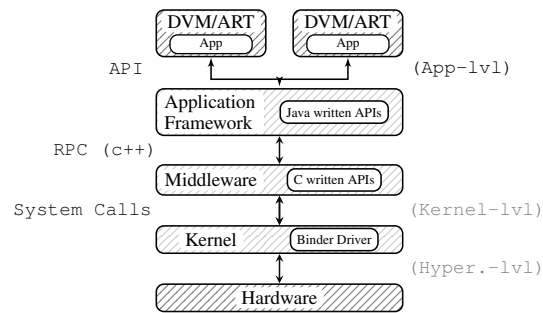 DVM/ART DVM/ART
App App
API (App-lvl)
Application
Framework Java written APIs
RPC (c++)
Middleware C written APIs
System Calls (Kernel-lvl)
Kernel Binder Driver
(Hyper.-lvl)
Hardware